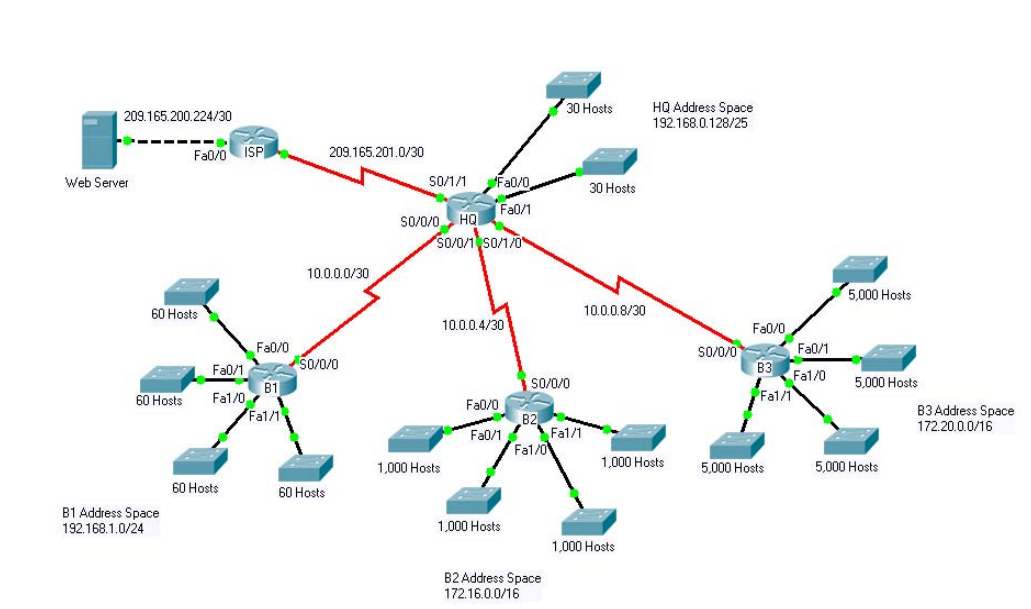 209.165.200.224/30
Fa0/0
ISP
Web Server
209.165.201.0/30
30 Hosts
HQ Address Space
192.168.0.128/25
30 Hosts
S0/1/1
Fa0/0
Fa0/1
HQ
S0/0/0
S0/0/1
S0/1/0
10.0.0.0/30
10.0.0.4/30
10.0.0.8/30
60 Hosts
Fa0/0
S0/0/0
Fa0/1
B1
60 Hosts
Fa1/0
Fa1/1
60 Hosts
60 Hosts
B1 Address Space
192.168.1.0/24
S0/0/0
Fa0/0
B2
Fa0/1
Fa1/1
Fa1/0
1,000 Hosts
1,000 Hosts
1,000 Hosts
1,000 Hosts
B2 Address Space
172.16.0.0/16
5,000 Hosts
Fa0/0
S0/0/0
Fa0/1
B3
Fa1/0
5,000 Hosts
Fa1/1
5,000 Hosts
5,000 Hosts
B3 Address Space
172.20.0.0/16